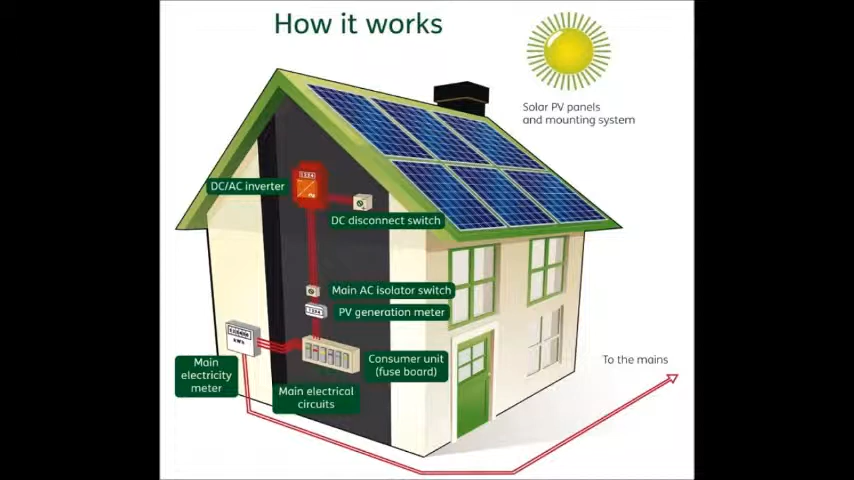 How it works
Solar PV panels
and mounting system
DC/AC inverter
DC disconnect switch
Main AC isolator switch
PV generation meter
Consumer unit
(fuse board)
Main
electricity
meter
kWh
Main electrical
circuits
To the mains